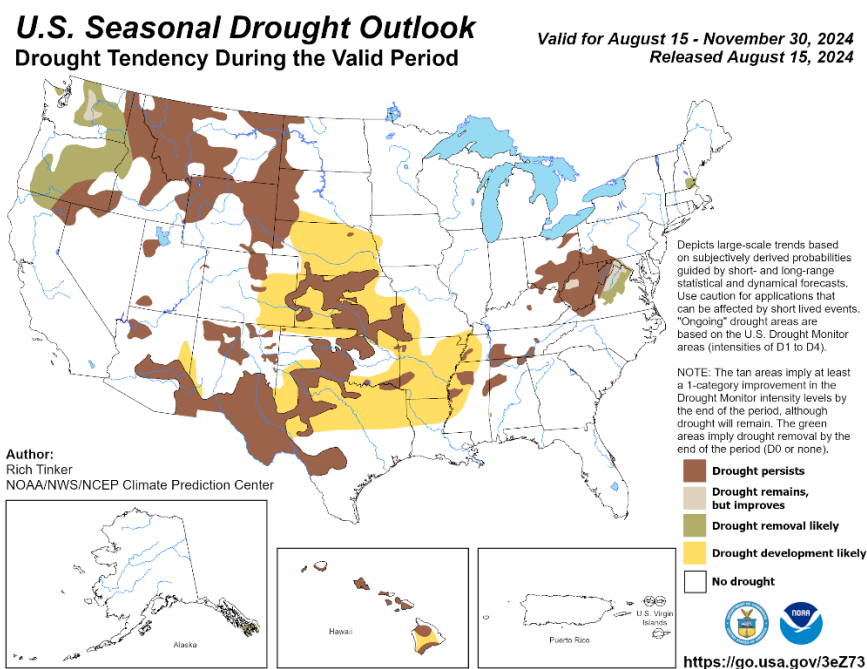 U.S. Seasonal Drought Outlook
Drought Tendency During the Valid Period
Valid for August 15 - November 30, 2024
Released August 15, 2024
Depicts large-scale trends based
on subjectively derived probabilities
guided by short- and long-range
statistical and dynamical forecasts.
Use caution for applications that
can be affected by short lived events.
"Ongoing" drought areas are
based on the U.S. Drought Monitor
areas (intensities of D1 to D4).
NOTE: The tan areas imply at least
a 1-category improvement in the
Drought Monitor intensity levels by
the end of the period, although
drought will remain. The green
areas imply drought removal by the
end of the period (D0 or none).
Author:
Rich Tinker
NOAA/NWS/NCEP Climate Prediction Center
Drought persists
Drought remains,
but improves
Drought removal likely
Drought development likely
No drought
Alaska
Hawaii
Puerto Rico
U.S. Virgin
Islands
NOAA
https://go.usa.gov/3eZ73